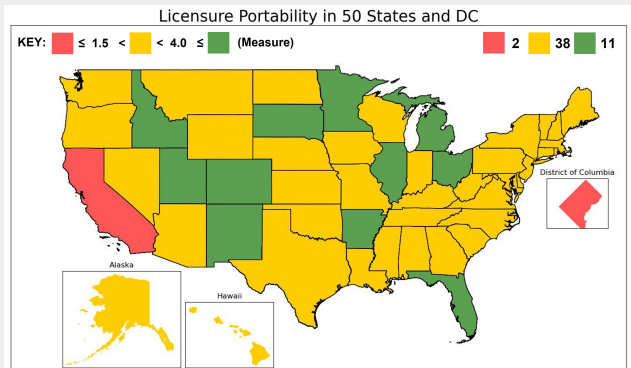 Licensure Portability in 50 States and DC
KEY: ≤ 1.5 < < 4.0 ≤ (Measure) 2 38 11
District of Columbia
Alaska
Hawaii